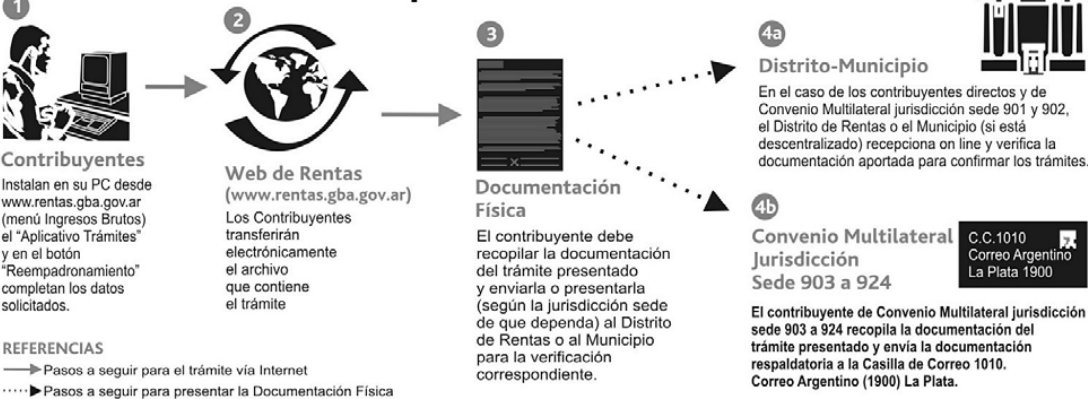 1
Contribuyentes
Instalan en su PC desde
www.rentas.gba.gov.ar
(menú Ingresos Brutos)
el "Aplicativo Trámites"
y en el botón
"Reempadronamiento"
completan los datos
solicitados.
2
Web de Rentas
(www.rentas.gba.gov.ar)
Los Contribuyentes
transferirán
electrónicamente
el archivo
que contiene
el trámite
3
Documentación
Física
El contribuyente debe
recopilar la documentación
del trámite presentado
y enviarla o presentarla
(según la jurisdicción sede
de que dependa) al Distrito
de Rentas o al Municipio
para la verificación
correspondiente.
4a
Distrito-Municipio
En el caso de los contribuyentes directos y de
Convenio Multilateral jurisdicción sede 901 y 902,
el Distrito de Rentas o el Municipio (si está
descentralizado) recepciona on line y verifica la
documentación aportada para confirmar los trámites.
4b
Convenio Multilateral
Jurisdicción
Sede 903 a 924
C.C.1010
Correo Argentino
La Plata 1900
El contribuyente de Convenio Multilateral jurisdicción
sede 903 a 924 recopila la documentación del
trámite presentado y envía la documentación
respaldatoria a la Casilla de Correo 1010.
Correo Argentino (1900) La Plata.
REFERENCIAS
Pasos a seguir para el trámite vía Internet
Pasos a seguir para presentar la Documentación Física